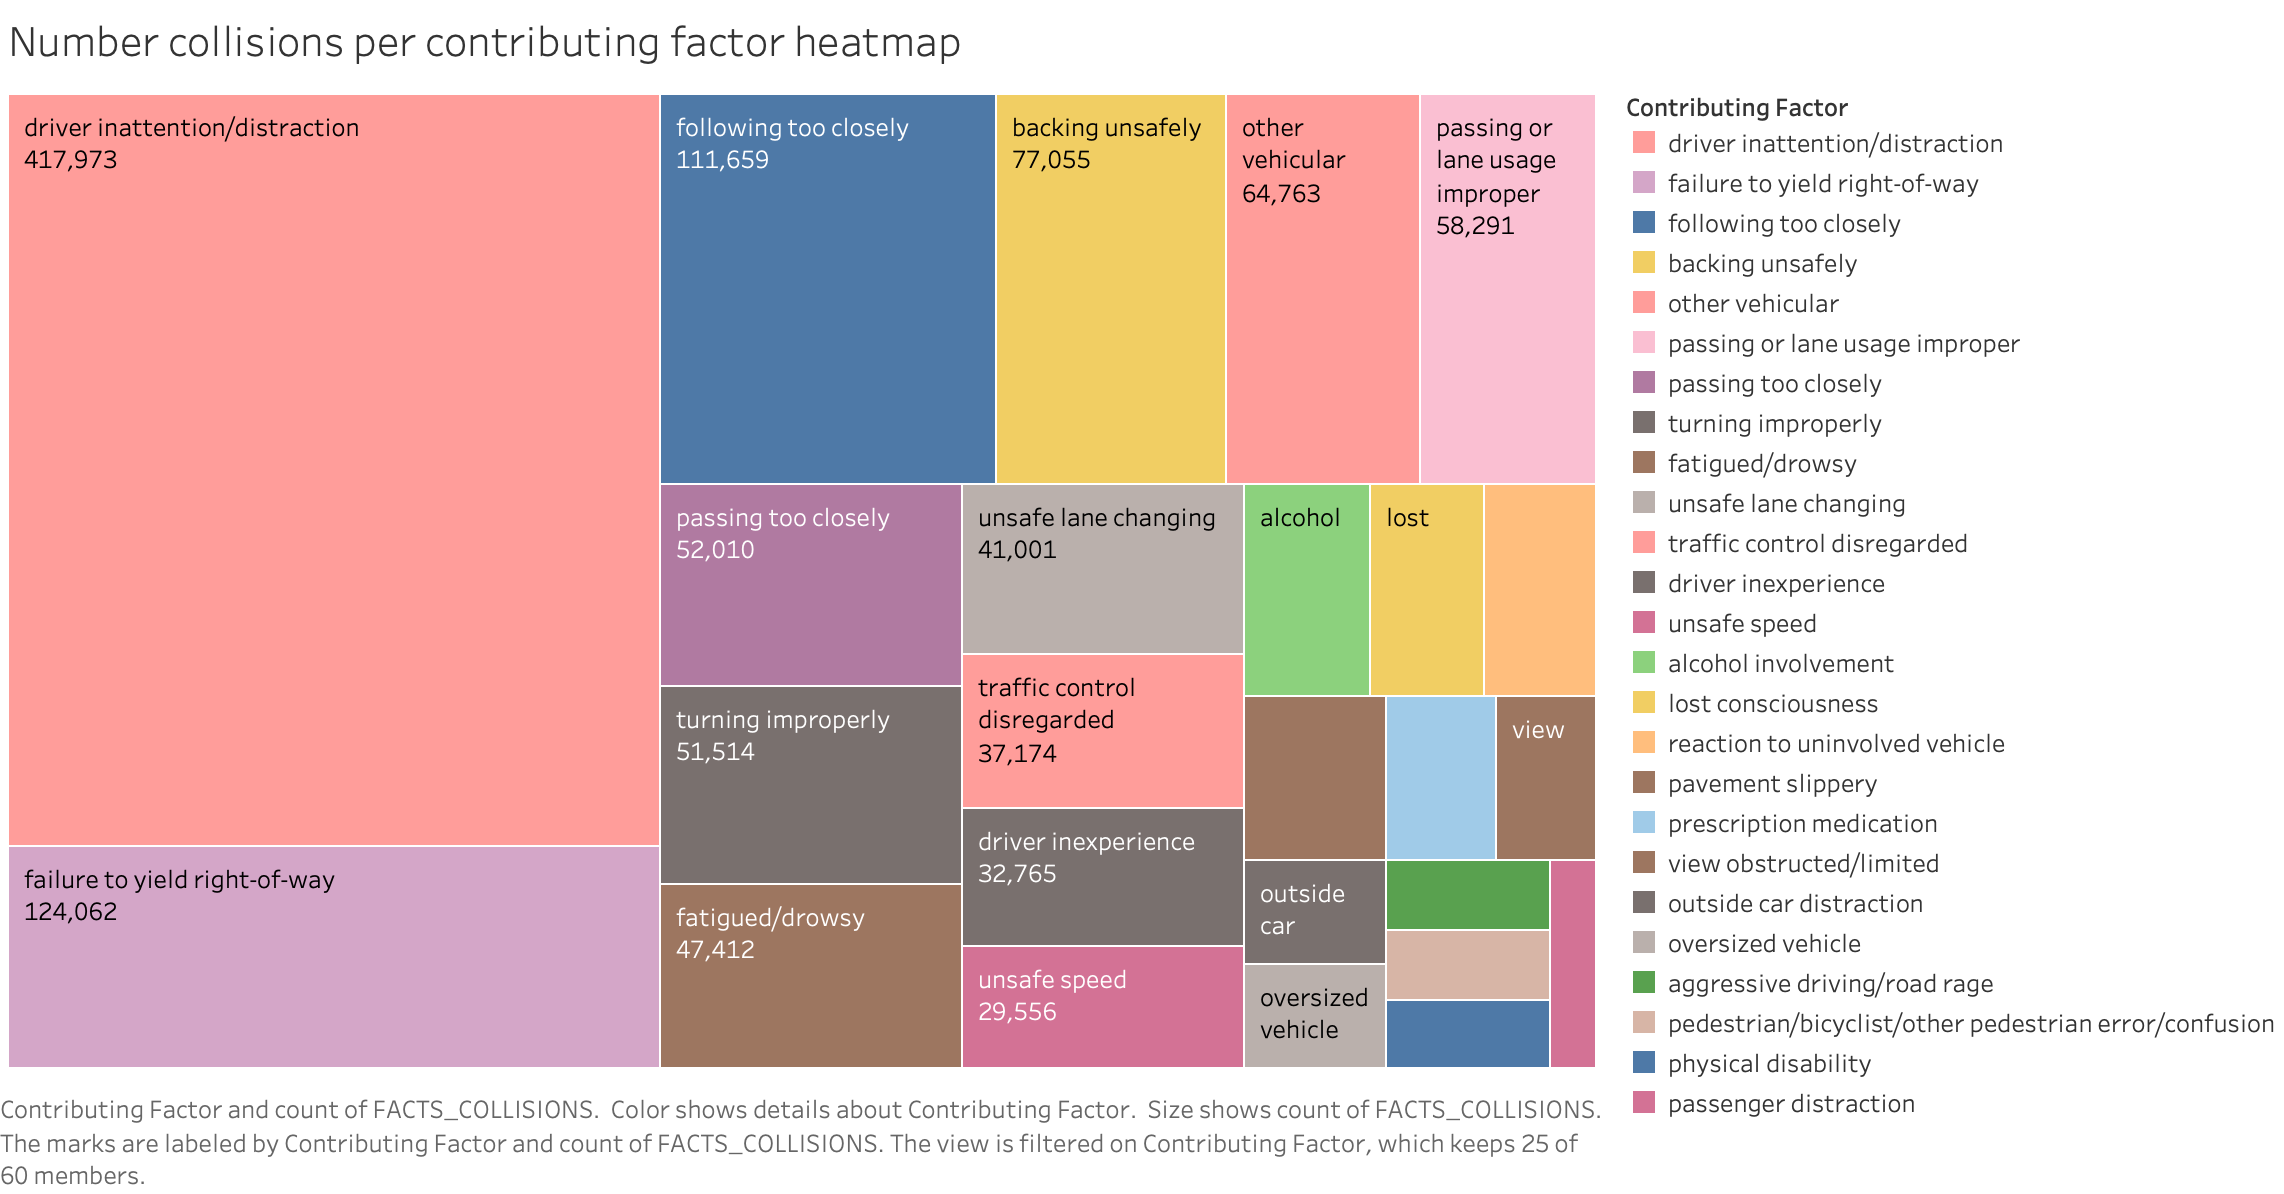 Number collisions per contributing factor heatmap
driver inattention/distraction
417,973
failure to yield right-of-way
124,062
following too closely
111,659
backing unsafely
77,055
other
vehicular
64,763
passing or
lane usage
improper
58,291
passing too closely
52,010
turning improperly
51,514
fatigued/drowsy
47,412
unsafe lane changing
41,001
traffic control
disregarded
37,174
driver inexperience
32,765
unsafe speed
29,556
alcohol
lost
view
outside
car
oversized
vehicle
Contributing Factor
driver inattention/distraction
failure to yield right-of-way
following too closely
backing unsafely
other vehicular
passing or lane usage improper
passing too closely
turning improperly
fatigued/drowsy
unsafe lane changing
traffic control disregarded
driver inexperience
unsafe speed
alcohol involvement
lost consciousness
reaction to uninvolved vehicle
pavement slippery
prescription medication
view obstructed/limited
outside car distraction
oversized vehicle
aggressive driving/road rage
pedestrian/bicyclist/other pedestrian error/confusion
physical disability
passenger distraction
Contributing Factor and count of FACTS_COLLISIONS.  Color shows details about Contributing Factor.  Size shows count of FACTS_COLLISIONS.
The marks are labeled by Contributing Factor and count of FACTS_COLLISIONS. The view is filtered on Contributing Factor, which keeps 25 of
60 members.